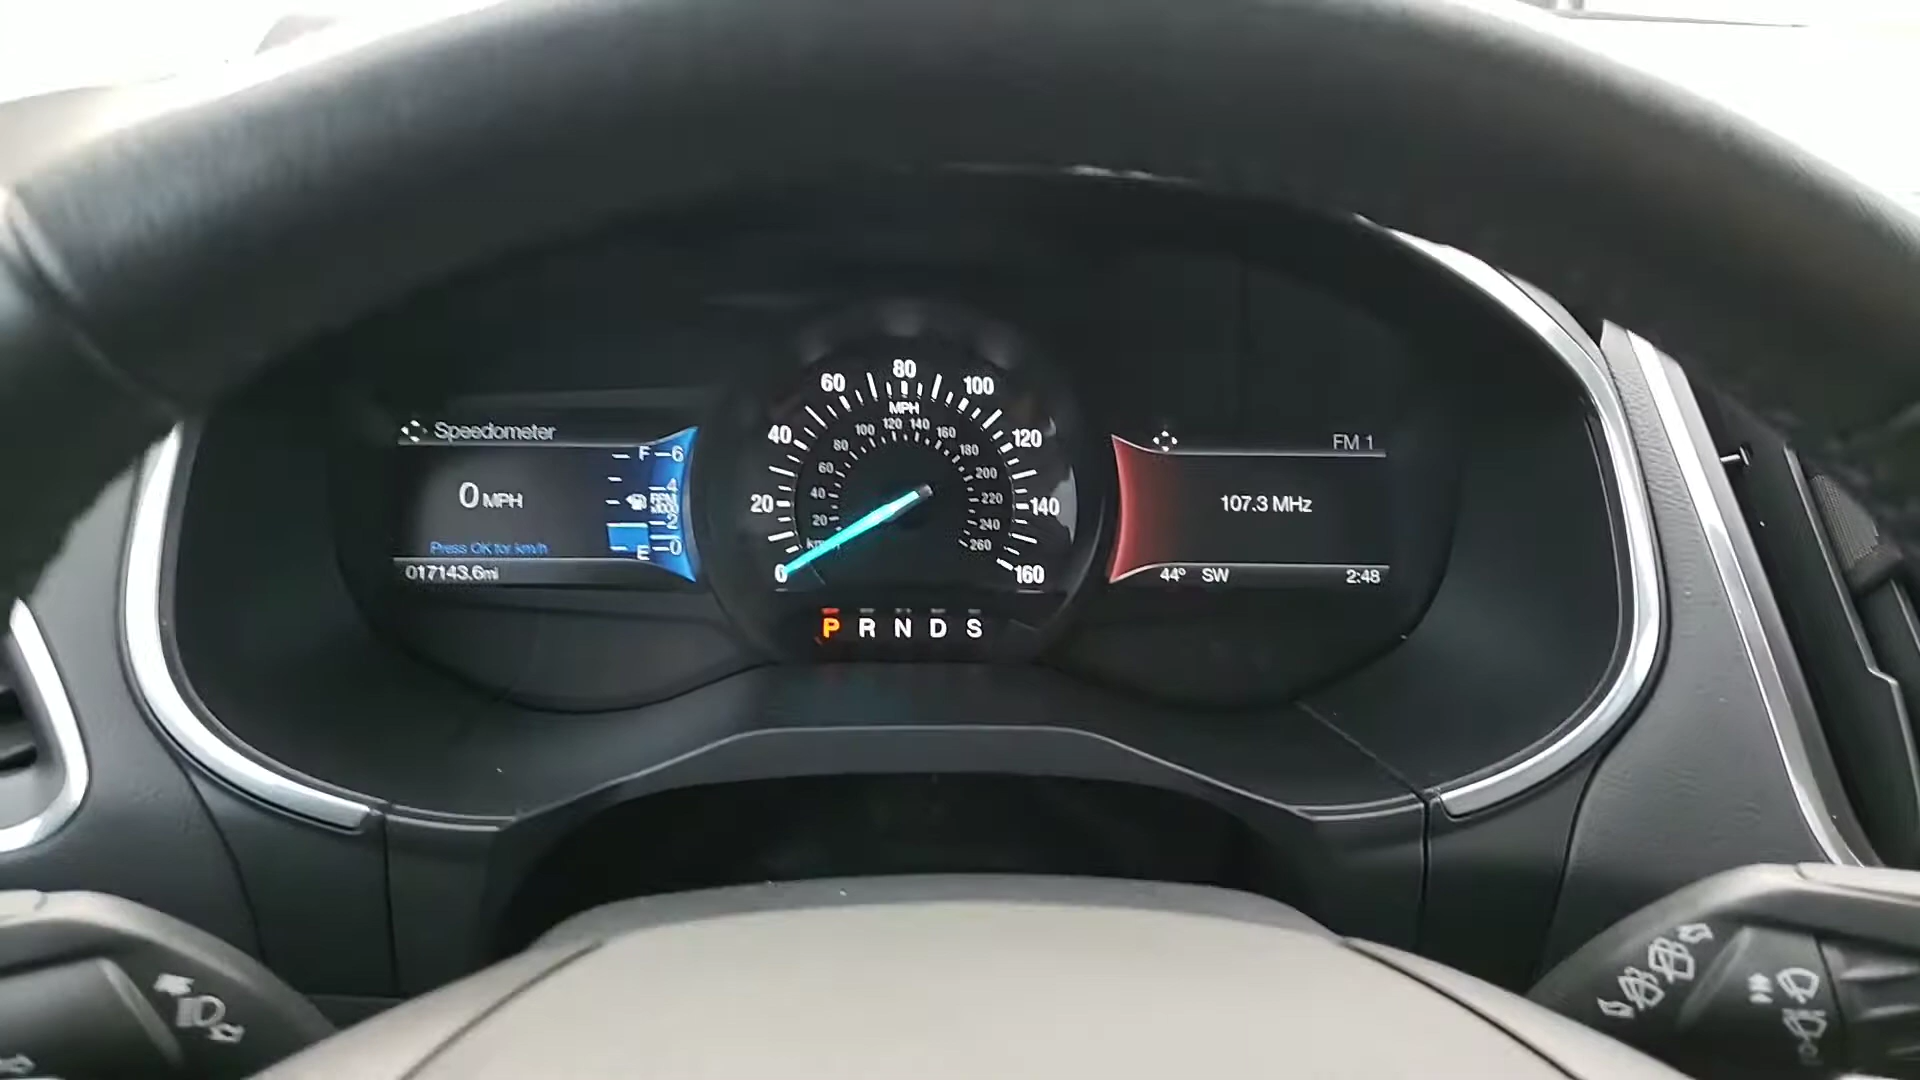 Speedometer
0 MPH
Press OK for km/h
017143.6mi
F 6
4
RPM
x1000
2
E 0
0 20 40 60 80 100 120 140 160
MPH
20 40 60 80 100 120 140 160 180 200 220 240 260
P R N D S
FM 1
107.3 MHz
44° SW 2:48